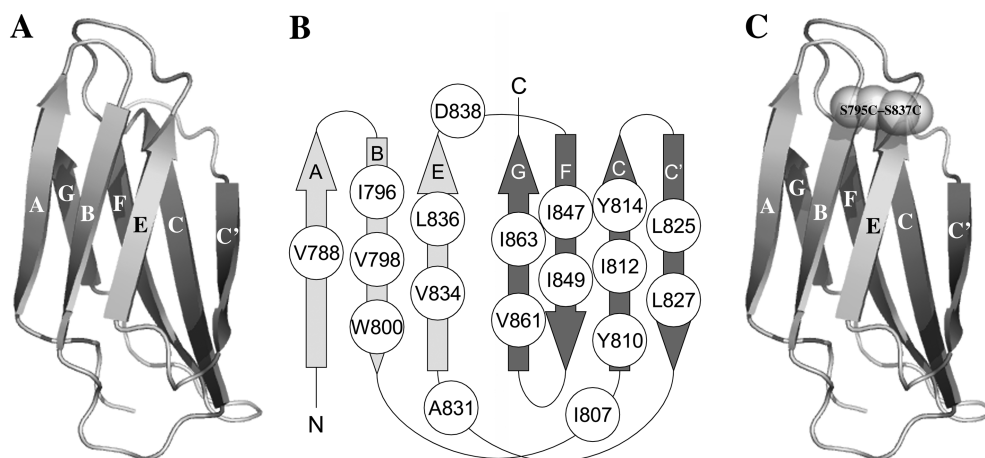 A
B
C
A
G
B
F
E
C
C'
D838
C
A
B
E
G
F
C
C'
I796
L836
I847
Y814
L825
V788
V798
I863
I812
V834
I849
L827
W800
V861
Y810
A831
I807
N
S795C–S837C
A
G
B
F
E
C
C'